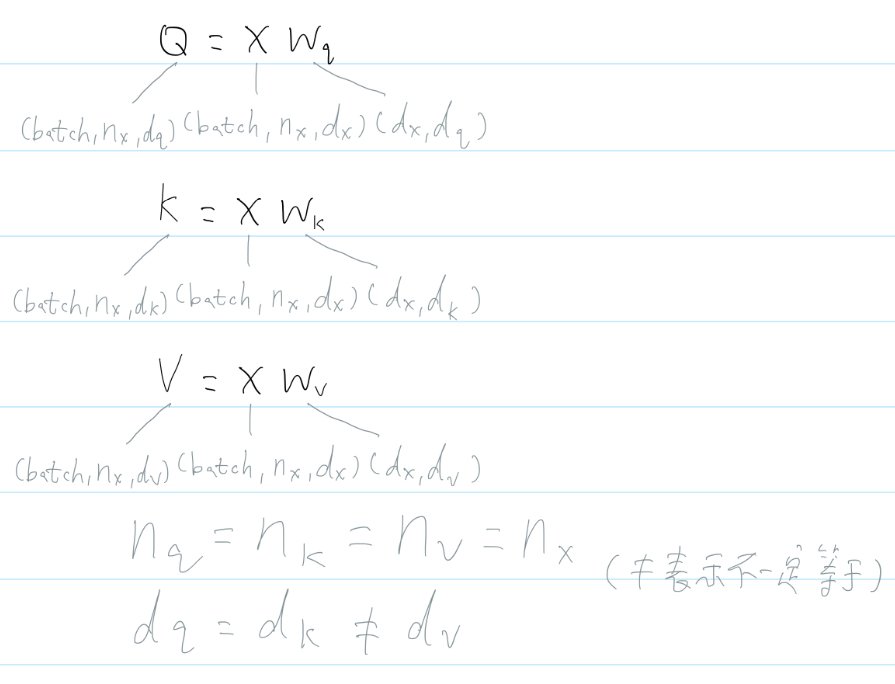 Q = X W_q
(batch, n_x, d_q) (batch, n_x, d_x) (d_x, d_q)
k = X W_k
(batch, n_x, d_k) (batch, n_x, d_x) (d_x, d_k)
V = X W_v
(batch, n_x, d_v) (batch, n_x, d_x) (d_x, d_v)
n_q = n_k = n_v = n_x (≠表示不一定等于)
d_q = d_k ≠ d_v